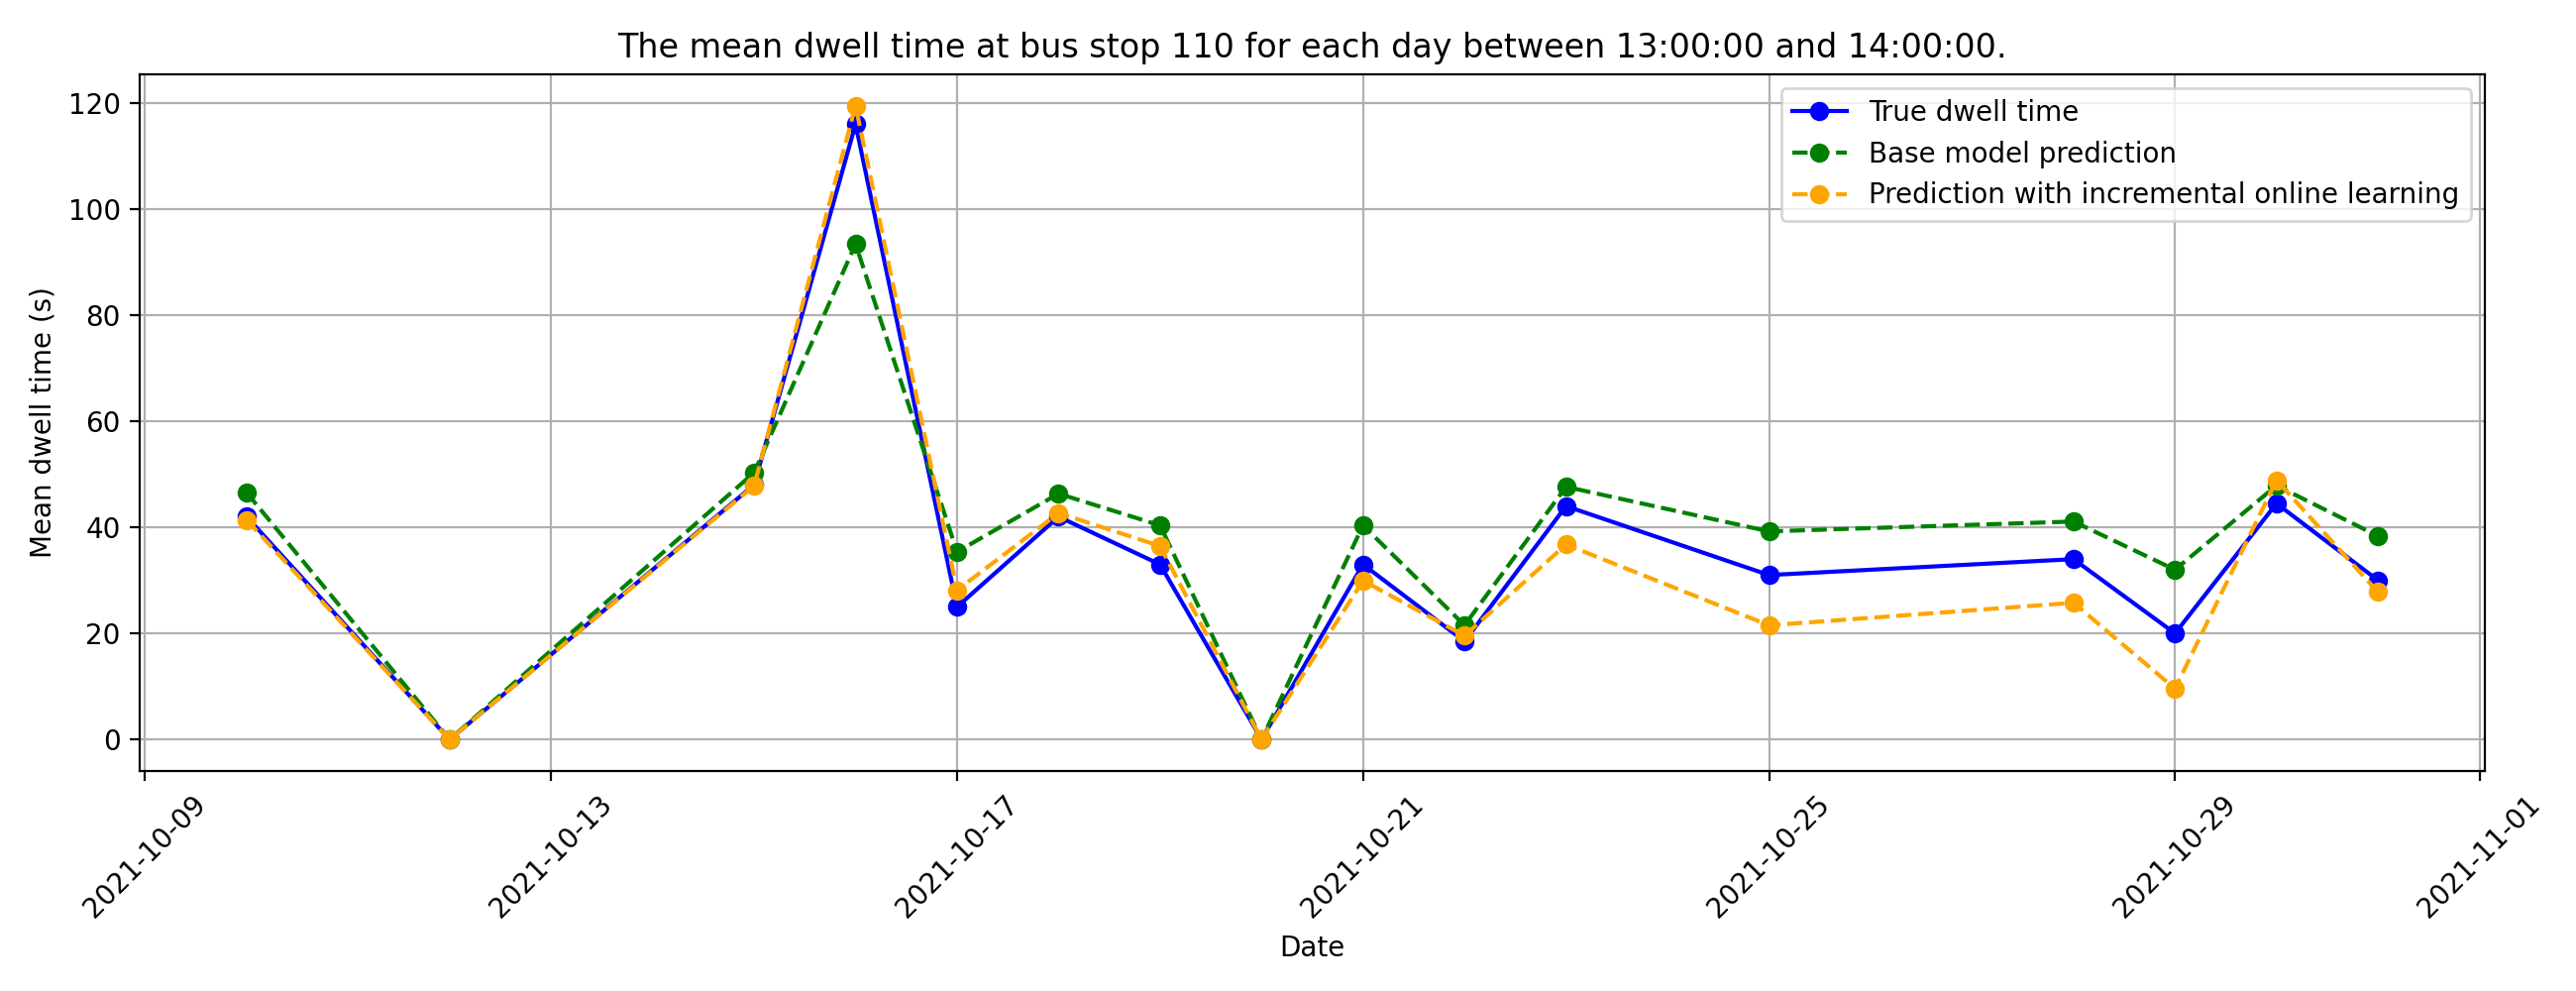 The mean dwell time at bus stop 110 for each day between 13:00:00 and 14:00:00.
True dwell time
Base model prediction
Prediction with incremental online learning
Mean dwell time (s)
120
100
80
60
40
20
0
2021-10-09
2021-10-13
2021-10-17
2021-10-21
2021-10-25
2021-10-29
2021-11-01
Date